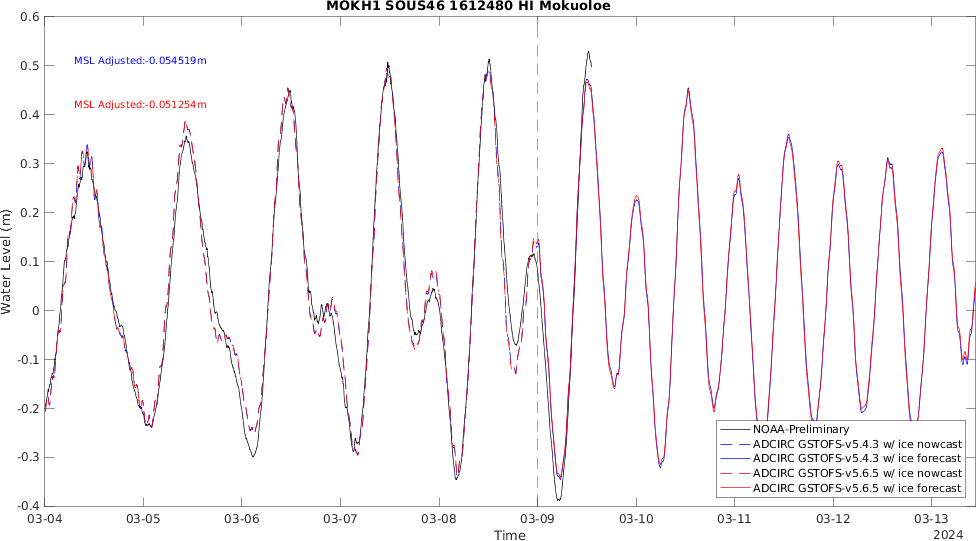 MOKH1 SOUS46 1612480 HI Mokuoloe
0.6
0.5
0.4
0.3
0.2
0.1
0
-0.1
-0.2
-0.3
-0.4
Water Level (m)
MSL Adjusted:-0.054519m
MSL Adjusted:-0.051254m
NOAA-Preliminary
ADCIRC GSTOFS-v5.4.3 w/ ice nowcast
ADCIRC GSTOFS-v5.4.3 w/ ice forecast
ADCIRC GSTOFS-v5.6.5 w/ ice nowcast
ADCIRC GSTOFS-v5.6.5 w/ ice forecast
03-04 03-05 03-06 03-07 03-08 03-09 03-10 03-11 03-12 03-13
Time
2024